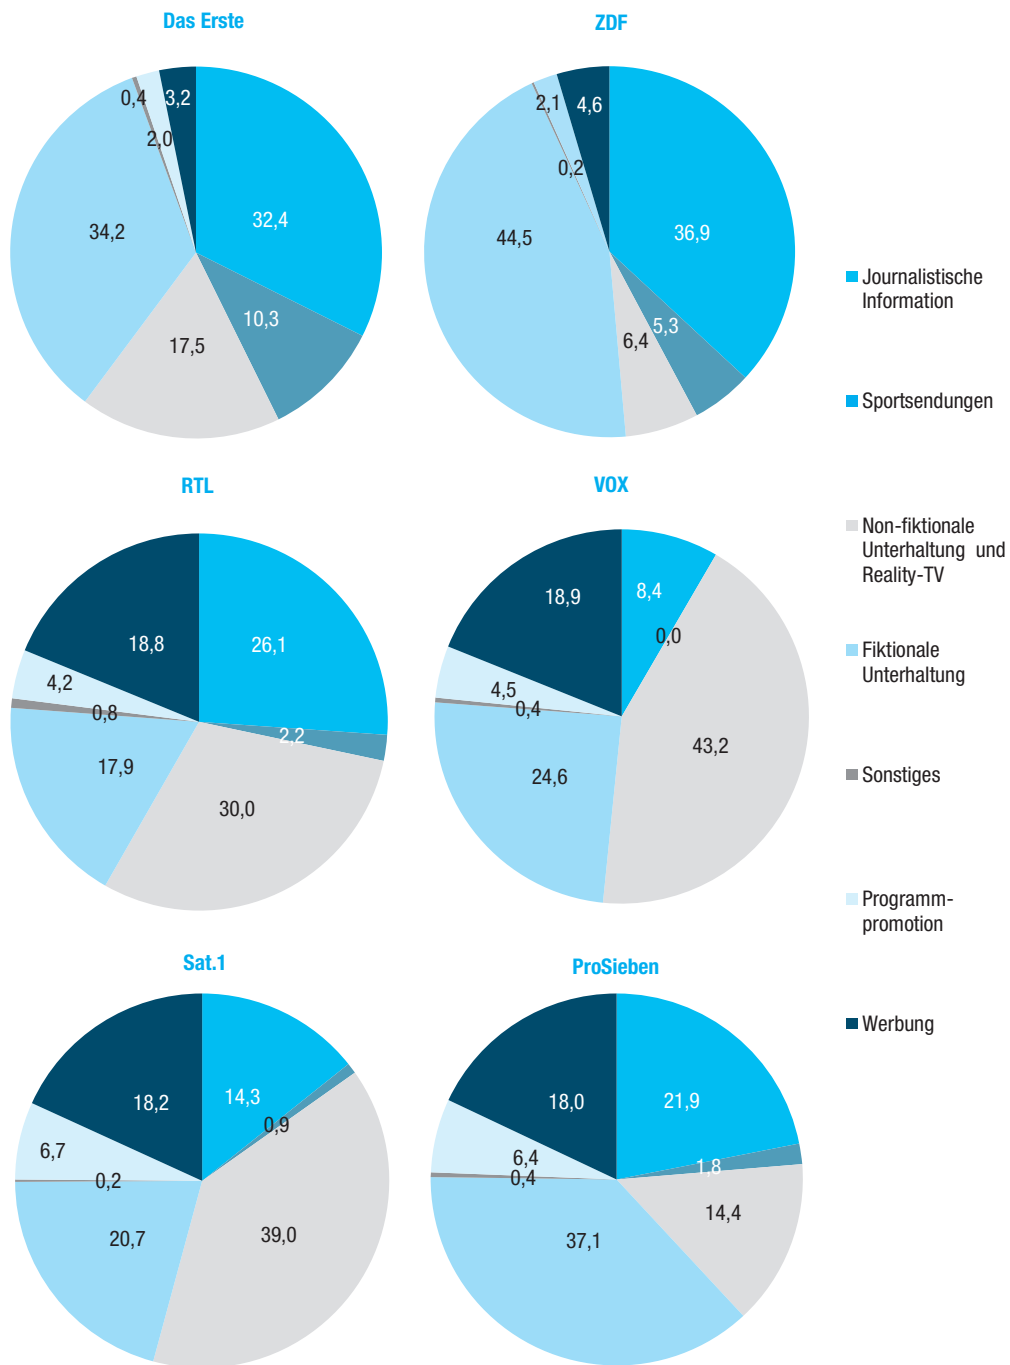 Das Erste
0,4
3,2
2,0
32,4
34,2
10,3
17,5
ZDF
2,1
4,6
0,2
36,9
44,5
5,3
6,4
RTL
18,8
26,1
4,2
0,8
2,2
17,9
30,0
VOX
18,9
8,4
0,0
4,5
0,4
43,2
24,6
Sat.1
18,2
14,3
0,9
6,7
0,2
20,7
39,0
ProSieben
18,0
21,9
6,4
1,8
0,4
14,4
37,1
Journalistische
Information
Sportsendungen
Non-fiktionale
Unterhaltung und
Reality-TV
Fiktionale
Unterhaltung
Sonstiges
Programm-
promotion
Werbung